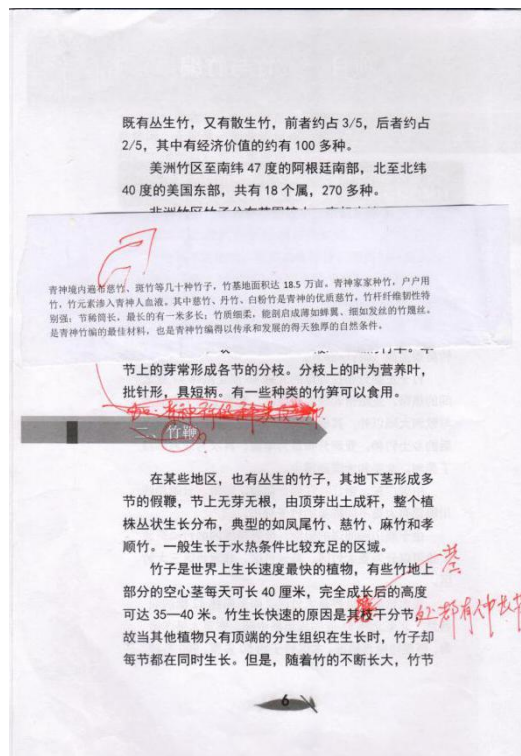 既有丛生竹，又有散生竹，前者约占 3/5，后者约占
2/5，其中有经济价值的约有 100 多种。
美洲竹区至南纬 47 度的阿根廷南部，北至北纬
40 度的美国东部，共有 18 个属，270 多种。
青神境内遍布慈竹、斑竹等几十种竹子，竹基地面积达 18.5 万亩。青神家家种竹，户户用
竹，竹元素渗入青神人血液。其中慈竹、丹竹、白粉竹是青神的优质慈竹，竹杆纤维韧性特
别强；节稀筒长，最长的有一米多长；竹质细柔，能剖启成薄如蝉翼、细如发丝的竹篾丝。
是青神竹编的最佳材料，也是青神竹编得以传承和发展的得天独厚的自然条件。
节上的芽常形成各节的分枝。分枝上的叶为营养叶，
批针形，具短柄。有一些种类的竹笋可以食用。
二、竹鞭
在某些地区，也有丛生的竹子，其地下茎形成多
节的假鞭，节上无芽无根，由顶芽出土成秆，整个植
株丛状生长分布，典型的如凤尾竹、慈竹、麻竹和孝
顺竹。一般生长于水热条件比较充足的区域。
竹子是世界上生长速度最快的植物，有些竹地上
部分的空心茎每天可长 40 厘米，完全成长后的高度
可达 35—40 米。竹生长快速的原因是其枝干分节，
茎
处都有
故当其他植物只有顶端的分生组织在生长时，竹子却
每节都在同时生长。但是，随着竹的不断长大，竹节
6